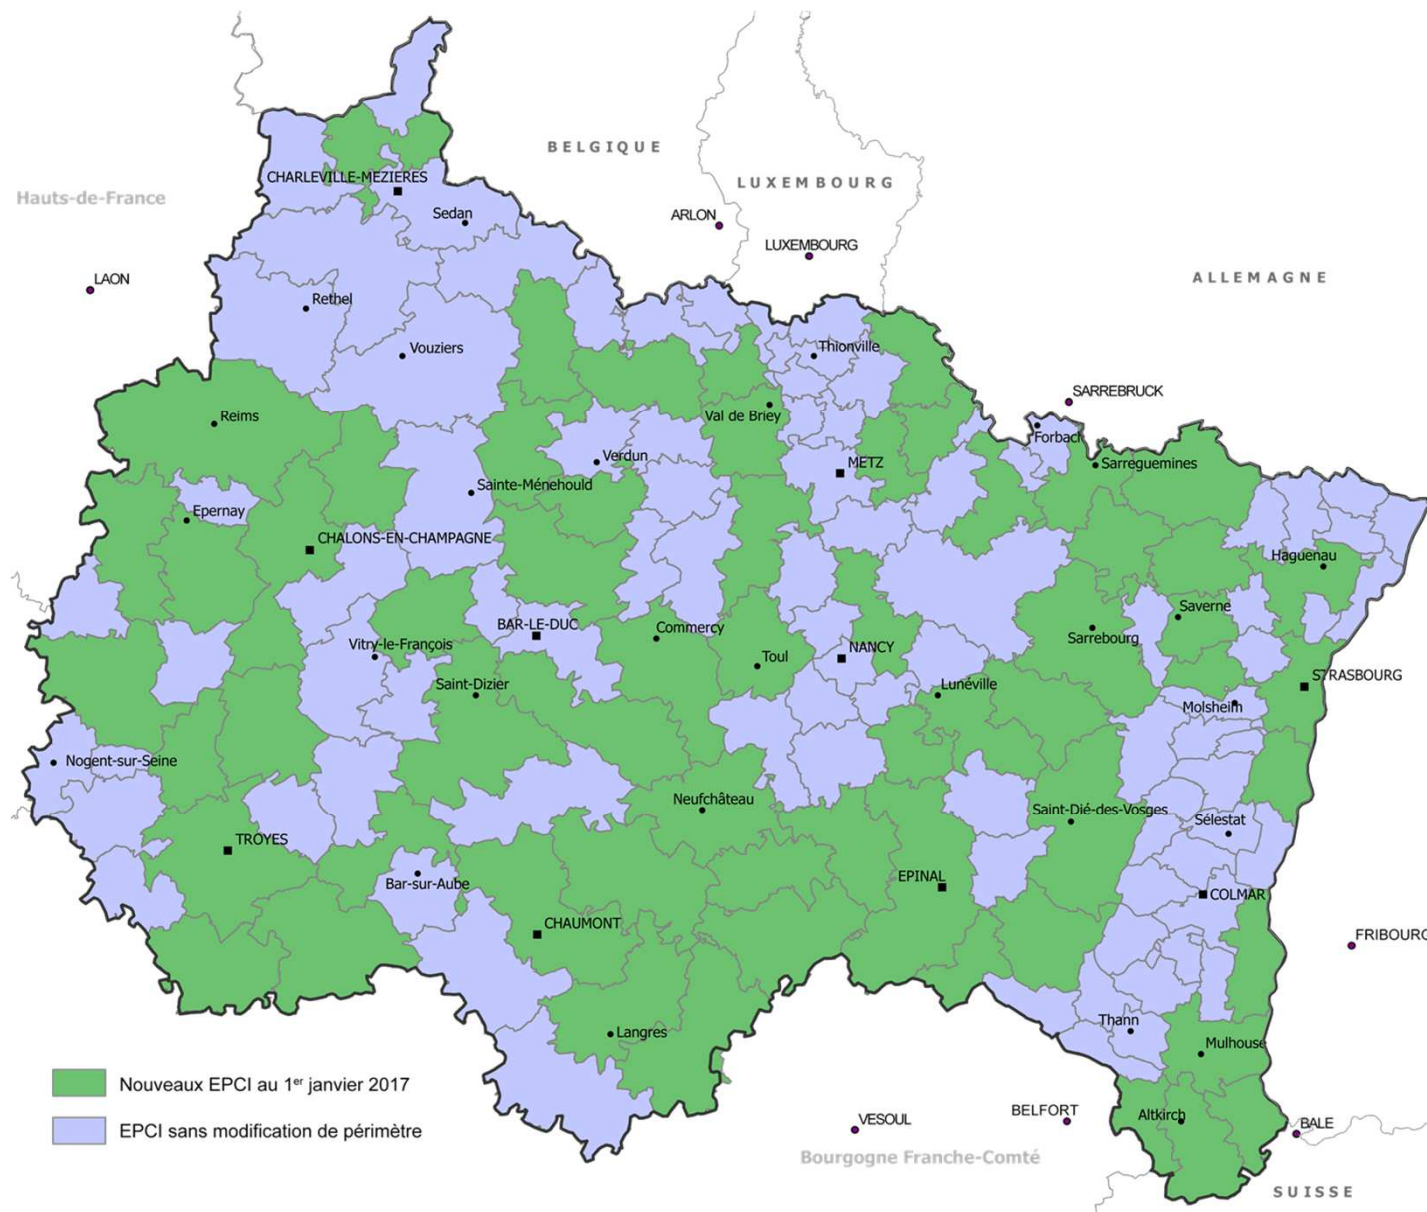 BELGIQUE
CHARLEVILLE-MEZIERES
LUXEMBOURG
Hauts-de-France
Sedan
ARLON
LUXEMBOURG
LAON
ALLEMAGNE
Rethel
Vouziers
Thionville
SARREBRUCK
Reims
Val de Briey
Forbach
Verdun
METZ
Sarreguemines
Sainte-Ménehould
Epernay
CHALONS-EN-CHAMPAGNE
Haguenau
Saverne
BAR-LE-DUC
Commercy
Sarrebourg
Vitry-le-François
NANCY
Toul
STRASBOURG
Saint-Dizier
Lunéville
Molsheim
Nogent-sur-Seine
Neufchâteau
Saint-Dié-des-Vosges
Sélestat
TROYES
Bar-sur-Aube
EPINAL
COLMAR
CHAUMONT
FRIBOURG
Thann
Langres
Mulhouse
Nouveaux EPCI au 1er janvier 2017
EPCI sans modification de périmètre
VESOUL
BELFORT
Altkirch
BALE
Bourgogne Franche-Comté
SUISSE